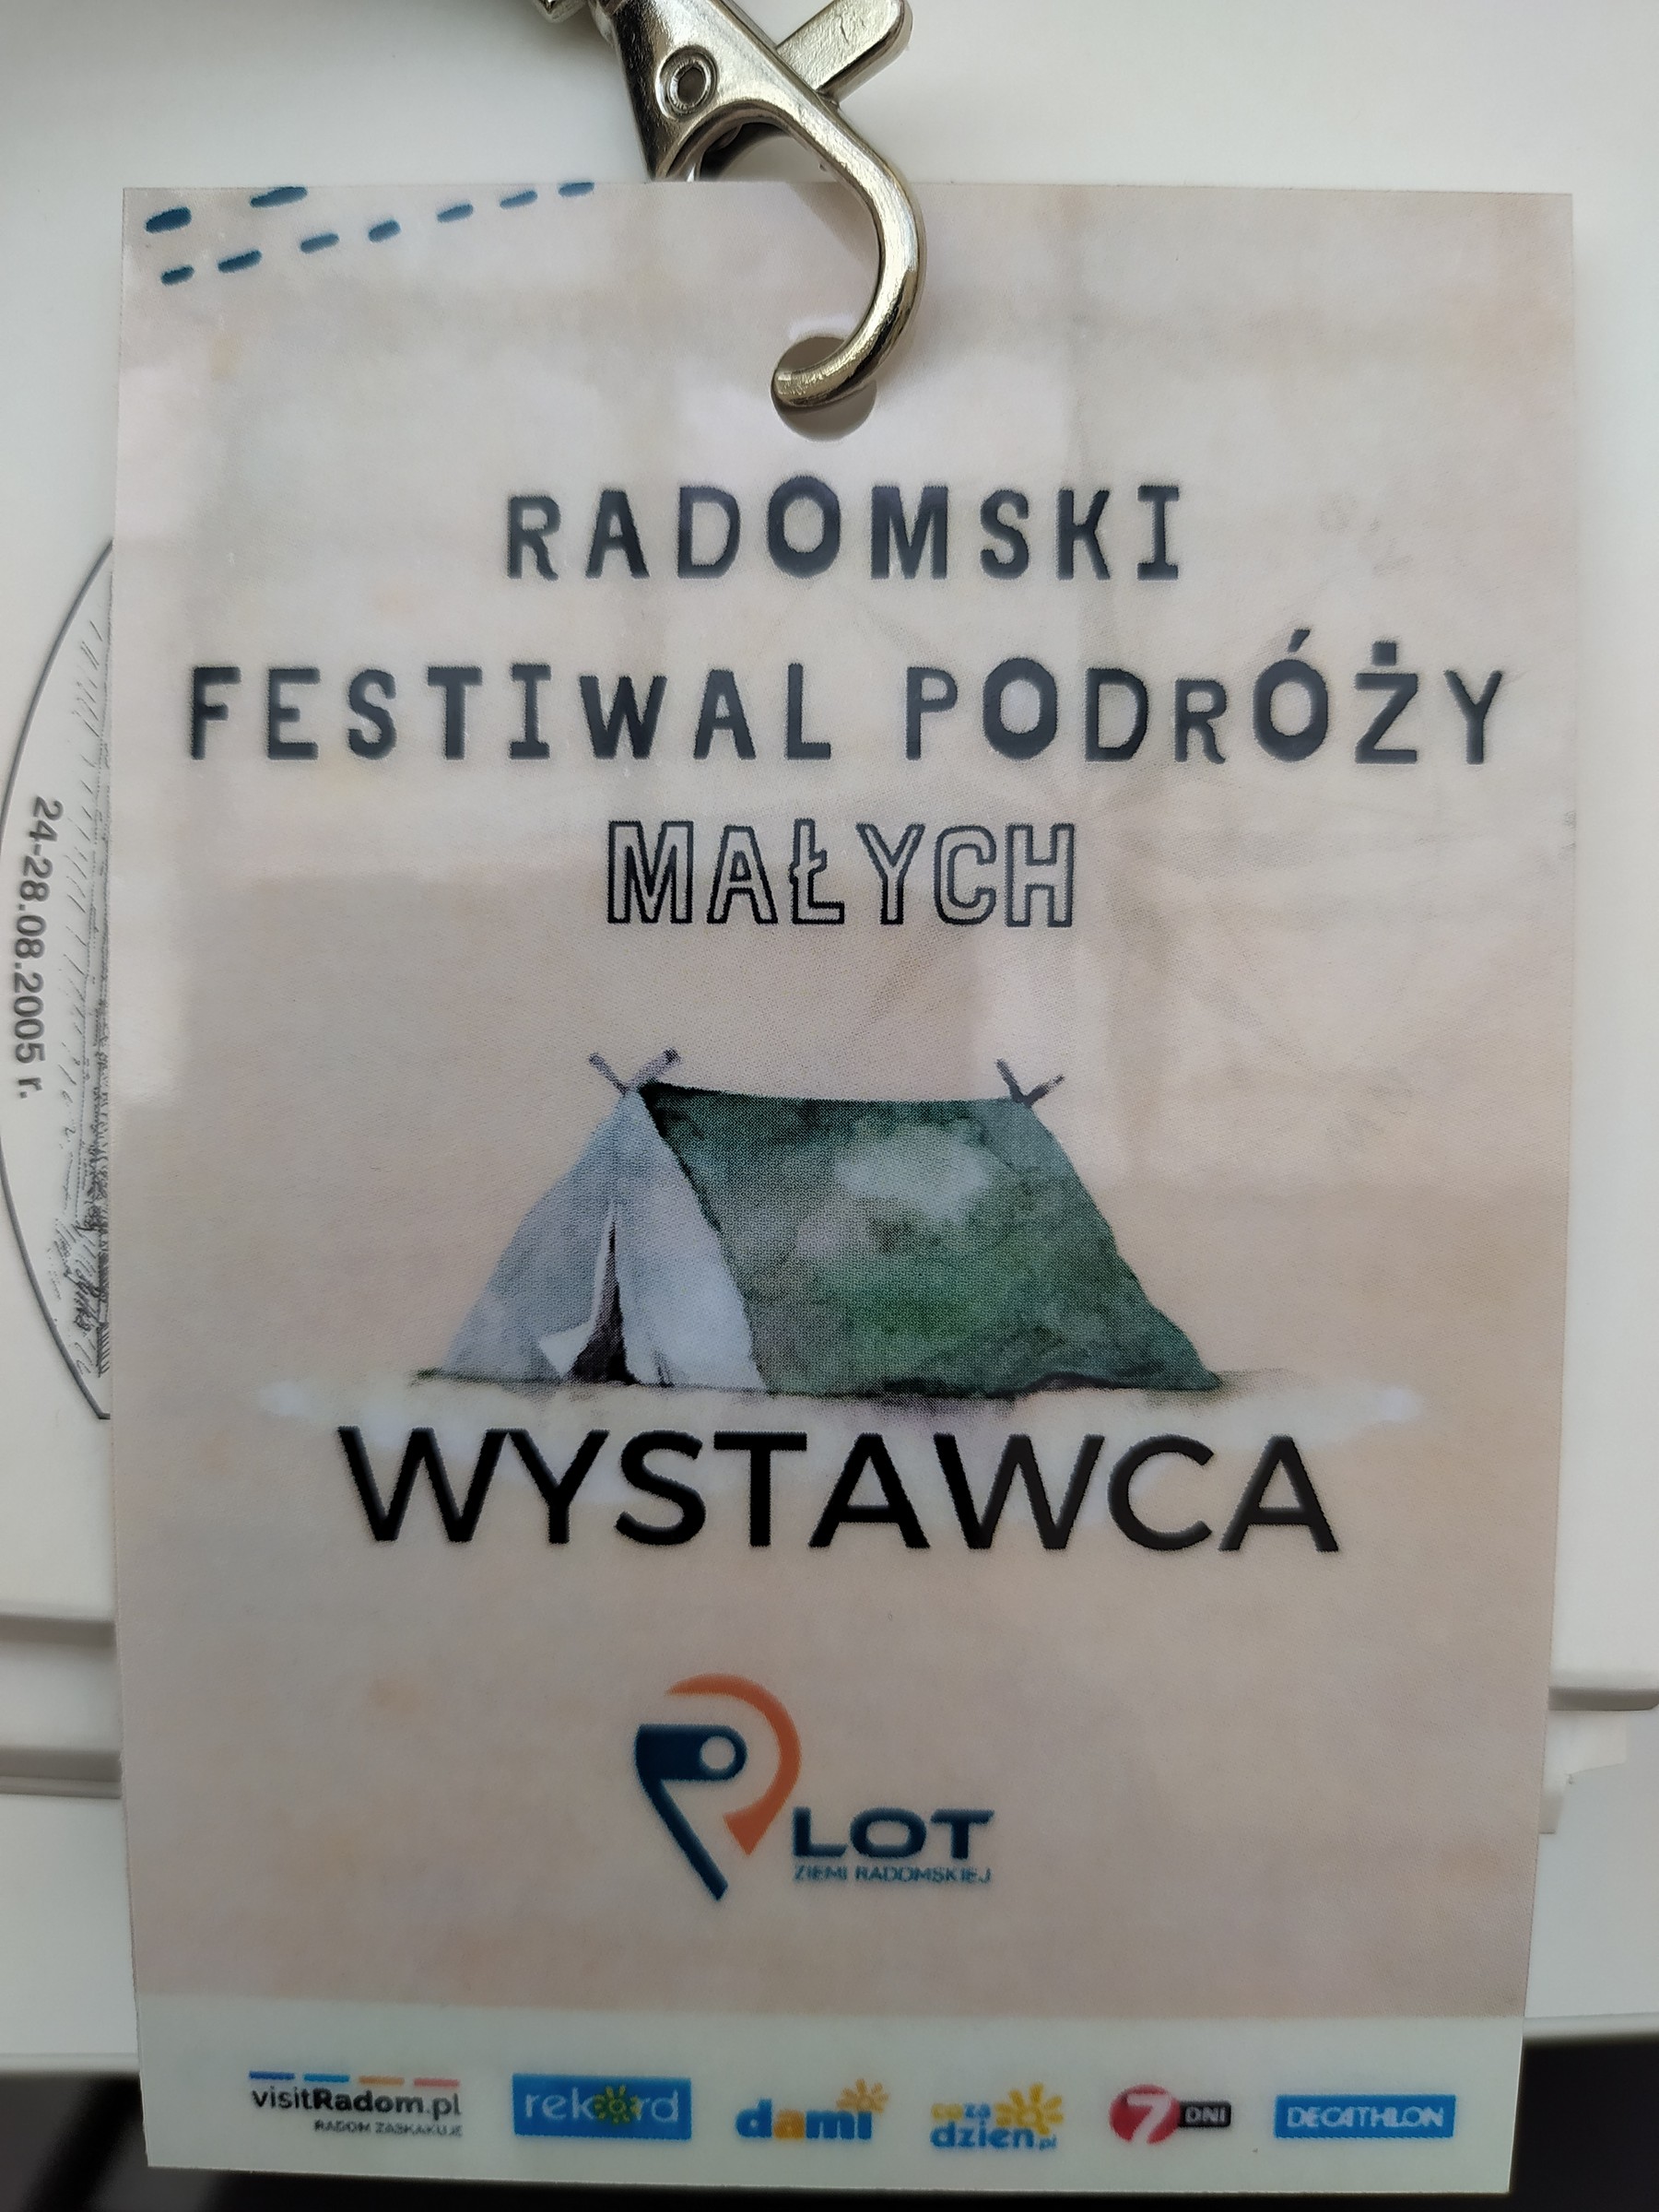 RADOMSKI
FESTIWAL PODRÓŻY
MAŁYCH
WYSTAWCA
LOT
ZIEMI RADOMSKIEJ
visitRadom.pl
RADOM ZASKAKUJE
rekord
dami
coza
dzien.pl
7 DNI
DECATHLON
24-28.08.2005 r.